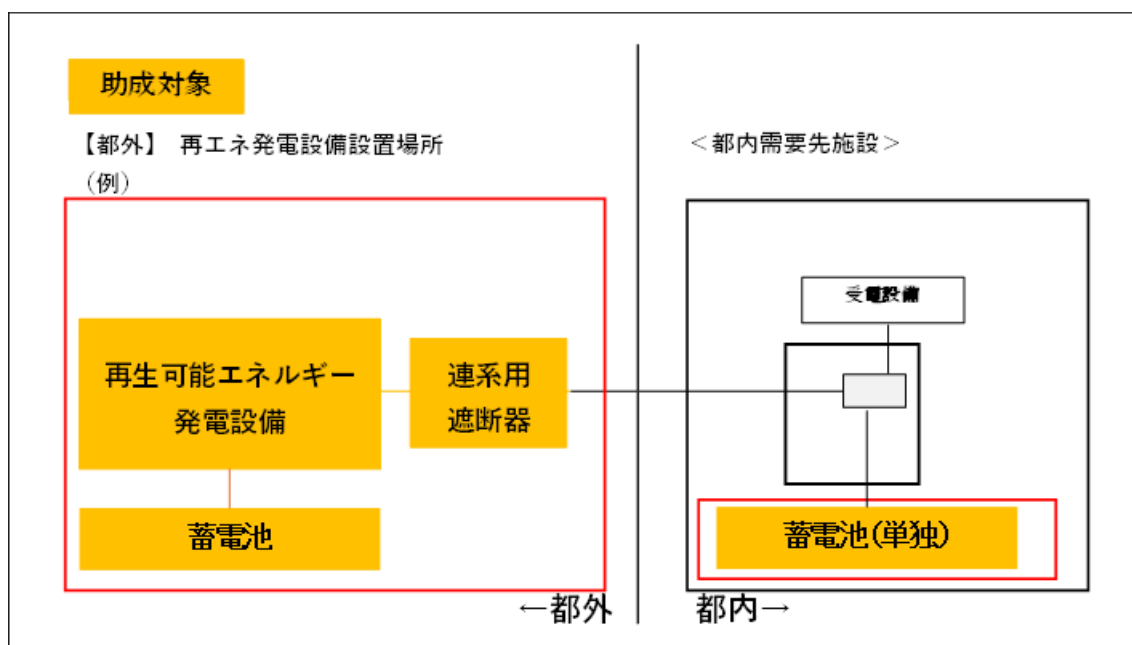 助成対象
【都外】 再エネ発電設備設置場所
（例）
＜都内需要先施設＞
受電設備
再生可能エネルギー
発電設備
連系用
遮断器
蓄電池
蓄電池(単独)
←都外
都内→